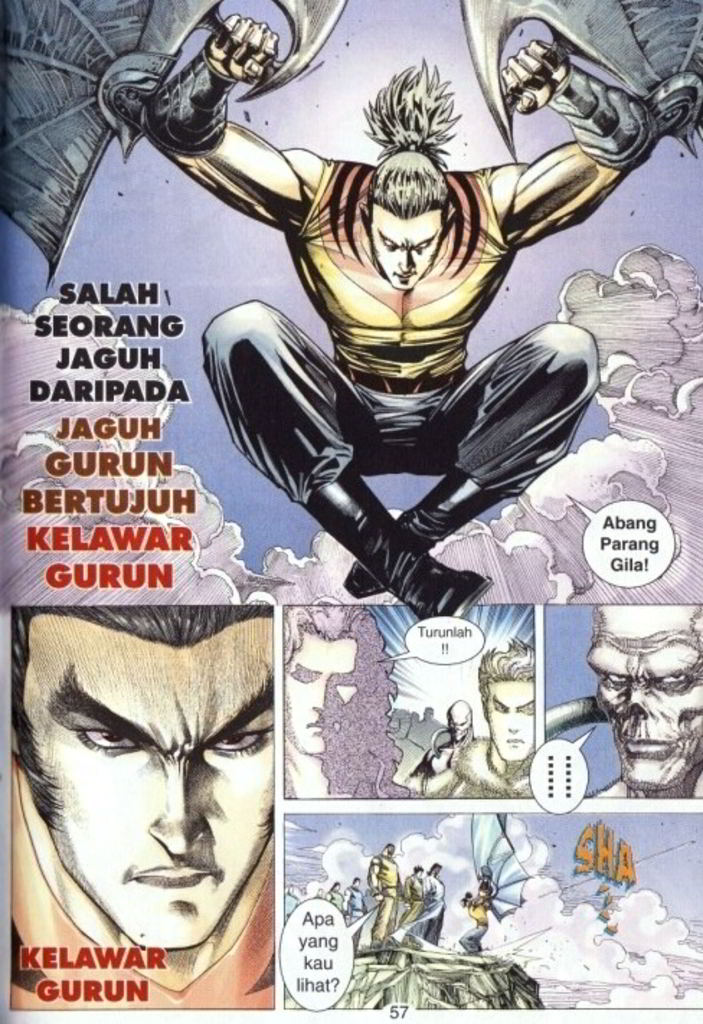 SALAH
SEORANG
JAGUH
DARIPADA
JAGUH
GURUN
BERTUJUH
KELAWAR
GURUN
Abang
Parang
Gila!
Turunlah
!!
KELAWAR
GURUN
SHA
Apa
yang
kau
lihat?
57